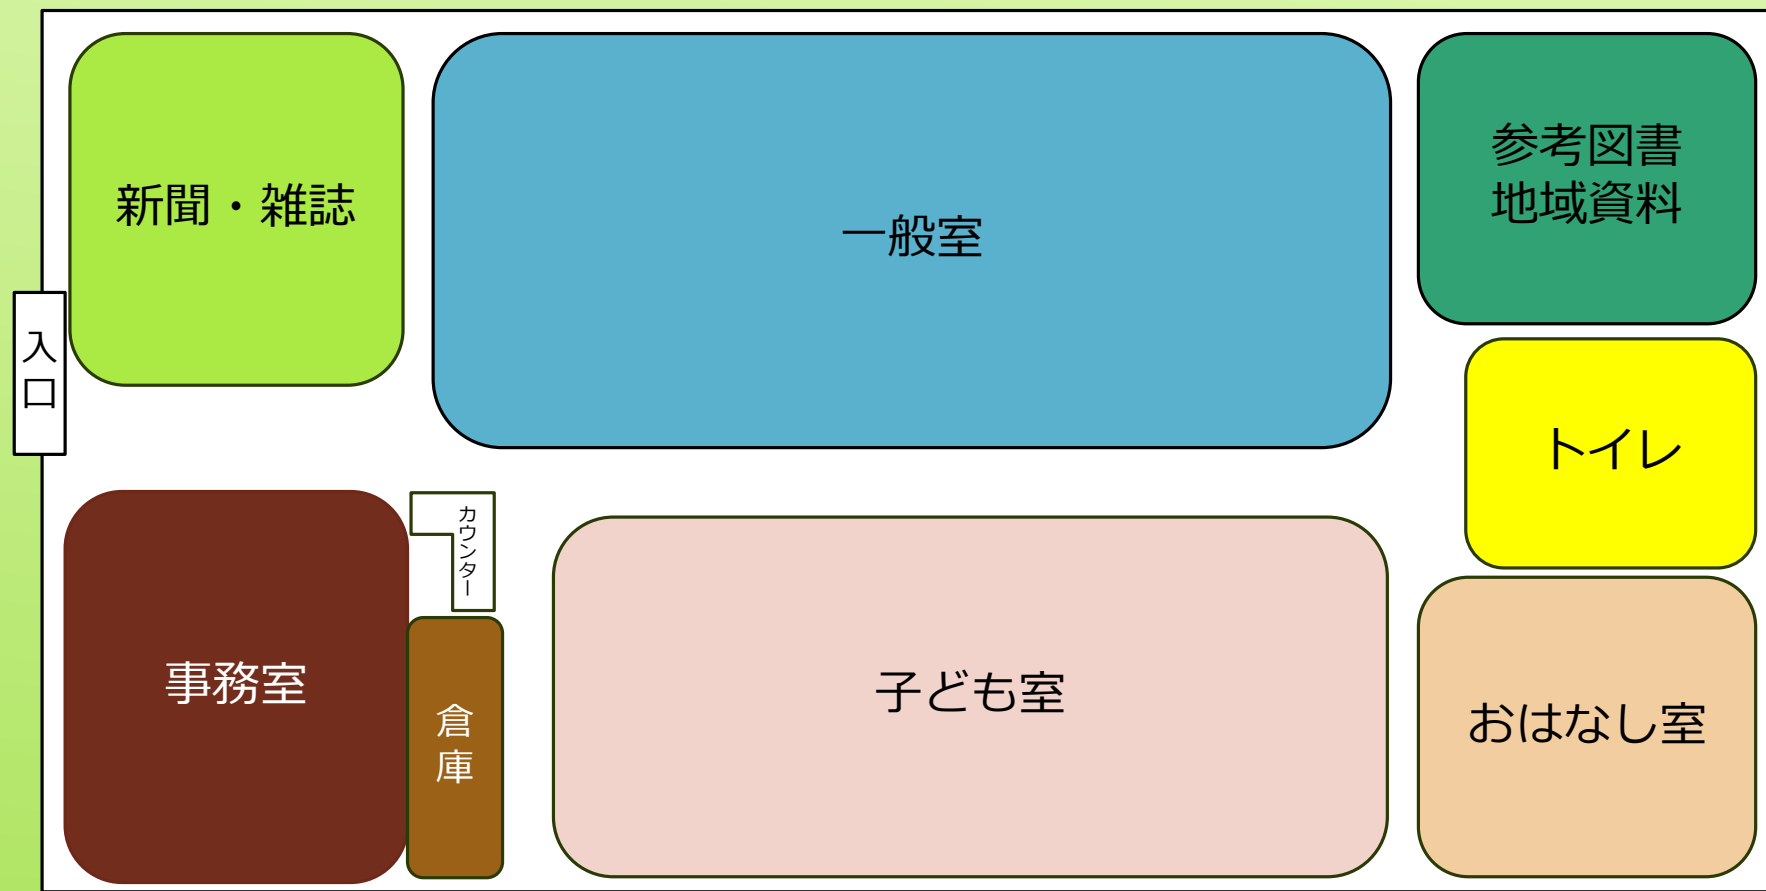 新聞・雑誌
一般室
参考図書
地域資料
入口
トイレ
カウンター
事務室
倉庫
子ども室
おはなし室